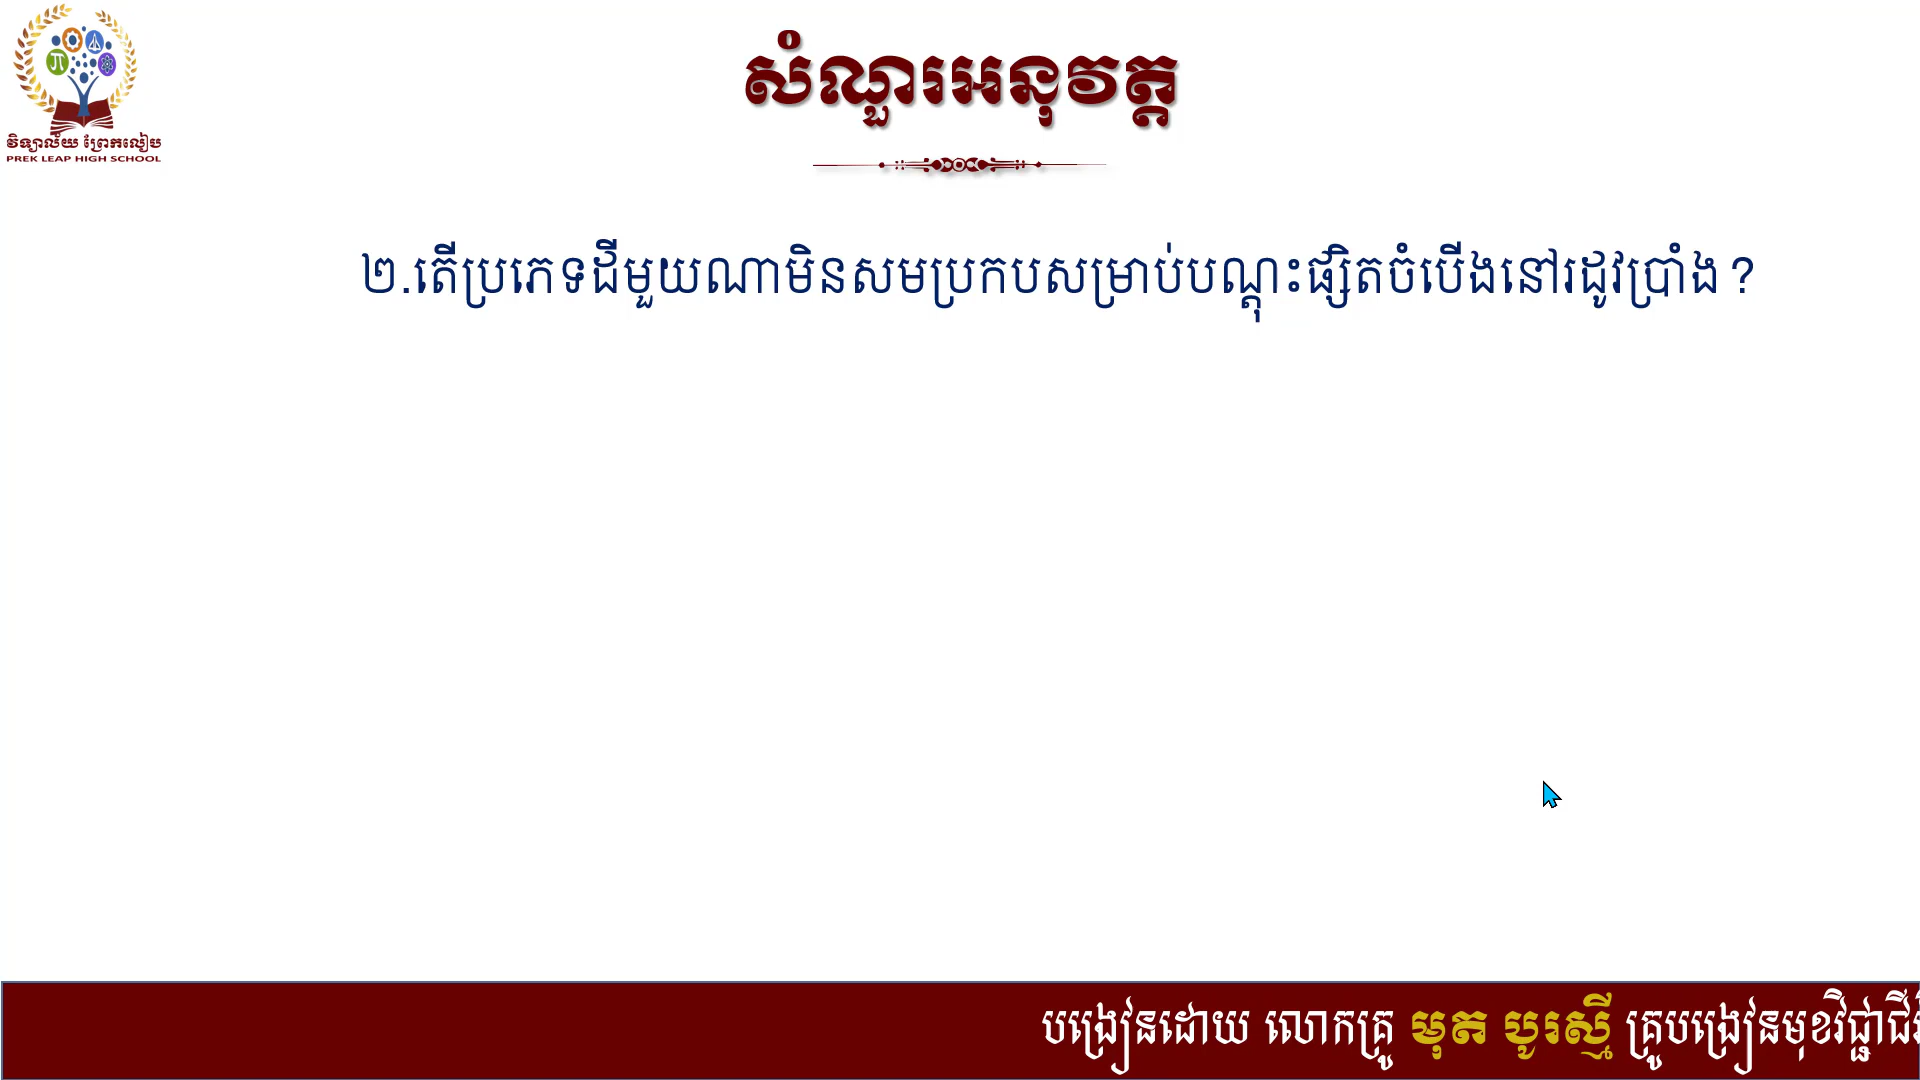 វិទ្យាល័យ ព្រែកលៀប
PREK LEAP HIGH SCHOOL
សំណួរអនុវត្ត
២.តើប្រភេទដីមួយណាមិនសមប្រកបសម្រាប់បណ្តុះផ្សិតចំបើងនៅរដូវប្រាំង ?
បង្រៀនដោយ លោកគ្រូ មុត បូរស្មី គ្រូបង្រៀនមុខវិជ្ជា